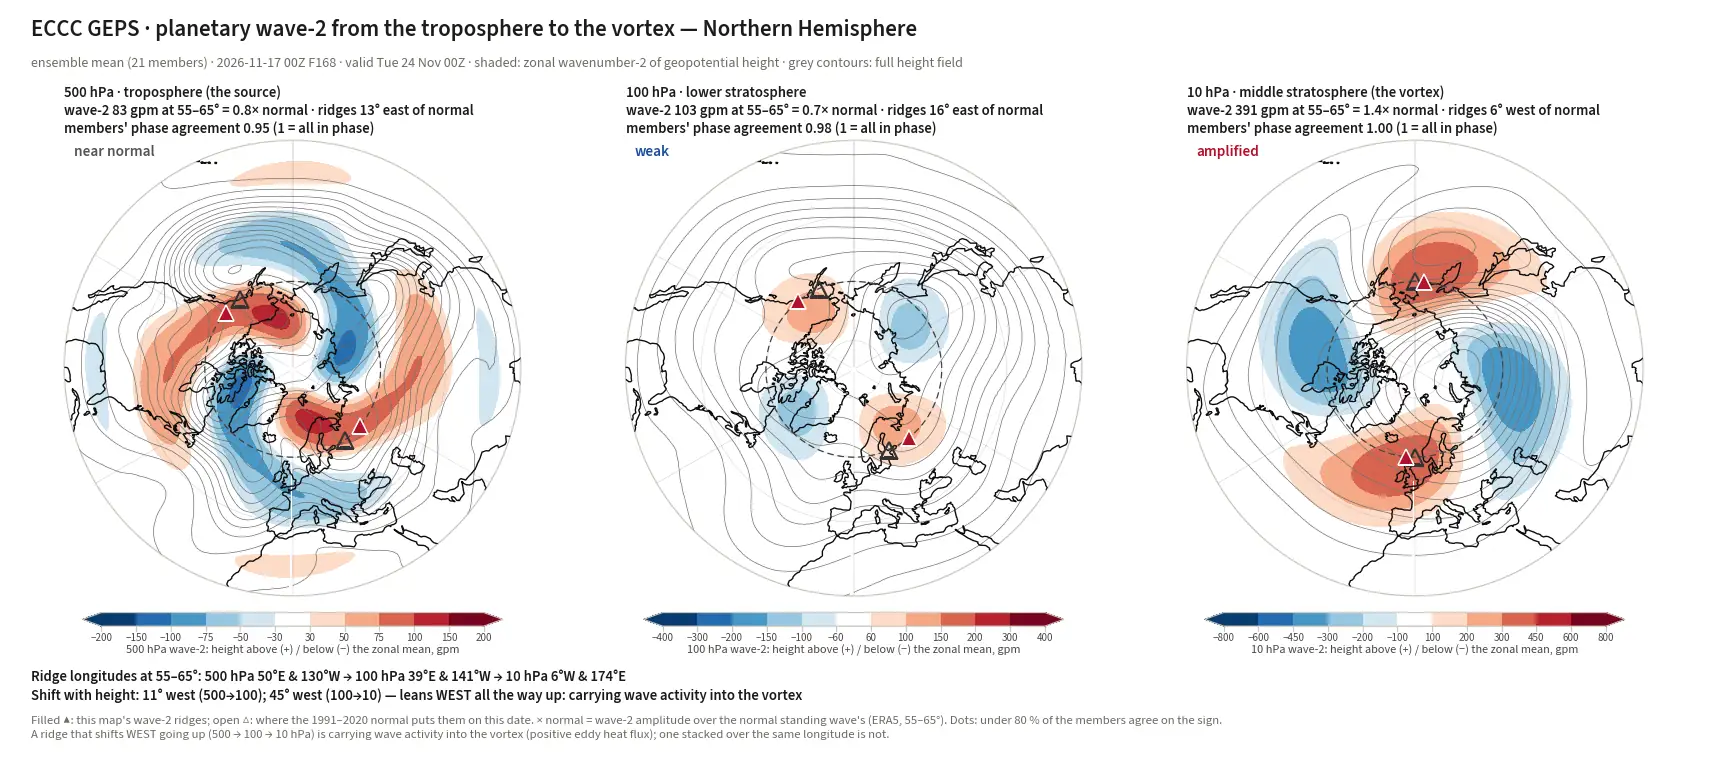 ECCC GEPS · planetary wave-2 from the troposphere to the vortex — Northern Hemisphere
ensemble mean (21 members) · 2026-11-17 00Z F168 · valid Tue 24 Nov 00Z · shaded: zonal wavenumber-2 of geopotential height · grey contours: full height field
500 hPa · troposphere (the source)
wave-2 83 gpm at 55–65° = 0.8× normal · ridges 13° east of normal
members' phase agreement 0.95 (1 = all in phase)
near normal
100 hPa · lower stratosphere
wave-2 103 gpm at 55–65° = 0.7× normal · ridges 16° east of normal
members' phase agreement 0.98 (1 = all in phase)
weak
10 hPa · middle stratosphere (the vortex)
wave-2 391 gpm at 55–65° = 1.4× normal · ridges 6° west of normal
members' phase agreement 1.00 (1 = all in phase)
amplified
−200 −150 −100 −75 −50 −30 30 50 75 100 150 200
500 hPa wave-2: height above (+) / below (−) the zonal mean, gpm
−400 −300 −200 −150 −100 −60 60 100 150 200 300 400
100 hPa wave-2: height above (+) / below (−) the zonal mean, gpm
−800 −600 −450 −300 −200 −100 100 200 300 450 600 800
10 hPa wave-2: height above (+) / below (−) the zonal mean, gpm
Ridge longitudes at 55–65°: 500 hPa 50°E & 130°W → 100 hPa 39°E & 141°W → 10 hPa 6°W & 174°E
Shift with height: 11° west (500→100); 45° west (100→10) — leans WEST all the way up: carrying wave activity into the vortex
Filled ▲: this map's wave-2 ridges; open △: where the 1991–2020 normal puts them on this date. × normal = wave-2 amplitude over the normal standing wave's (ERA5, 55–65°). Dots: under 80 % of the members agree on the sign.
A ridge that shifts WEST going up (500 → 100 → 10 hPa) is carrying wave activity into the vortex (positive eddy heat flux); one stacked over the same longitude is not.